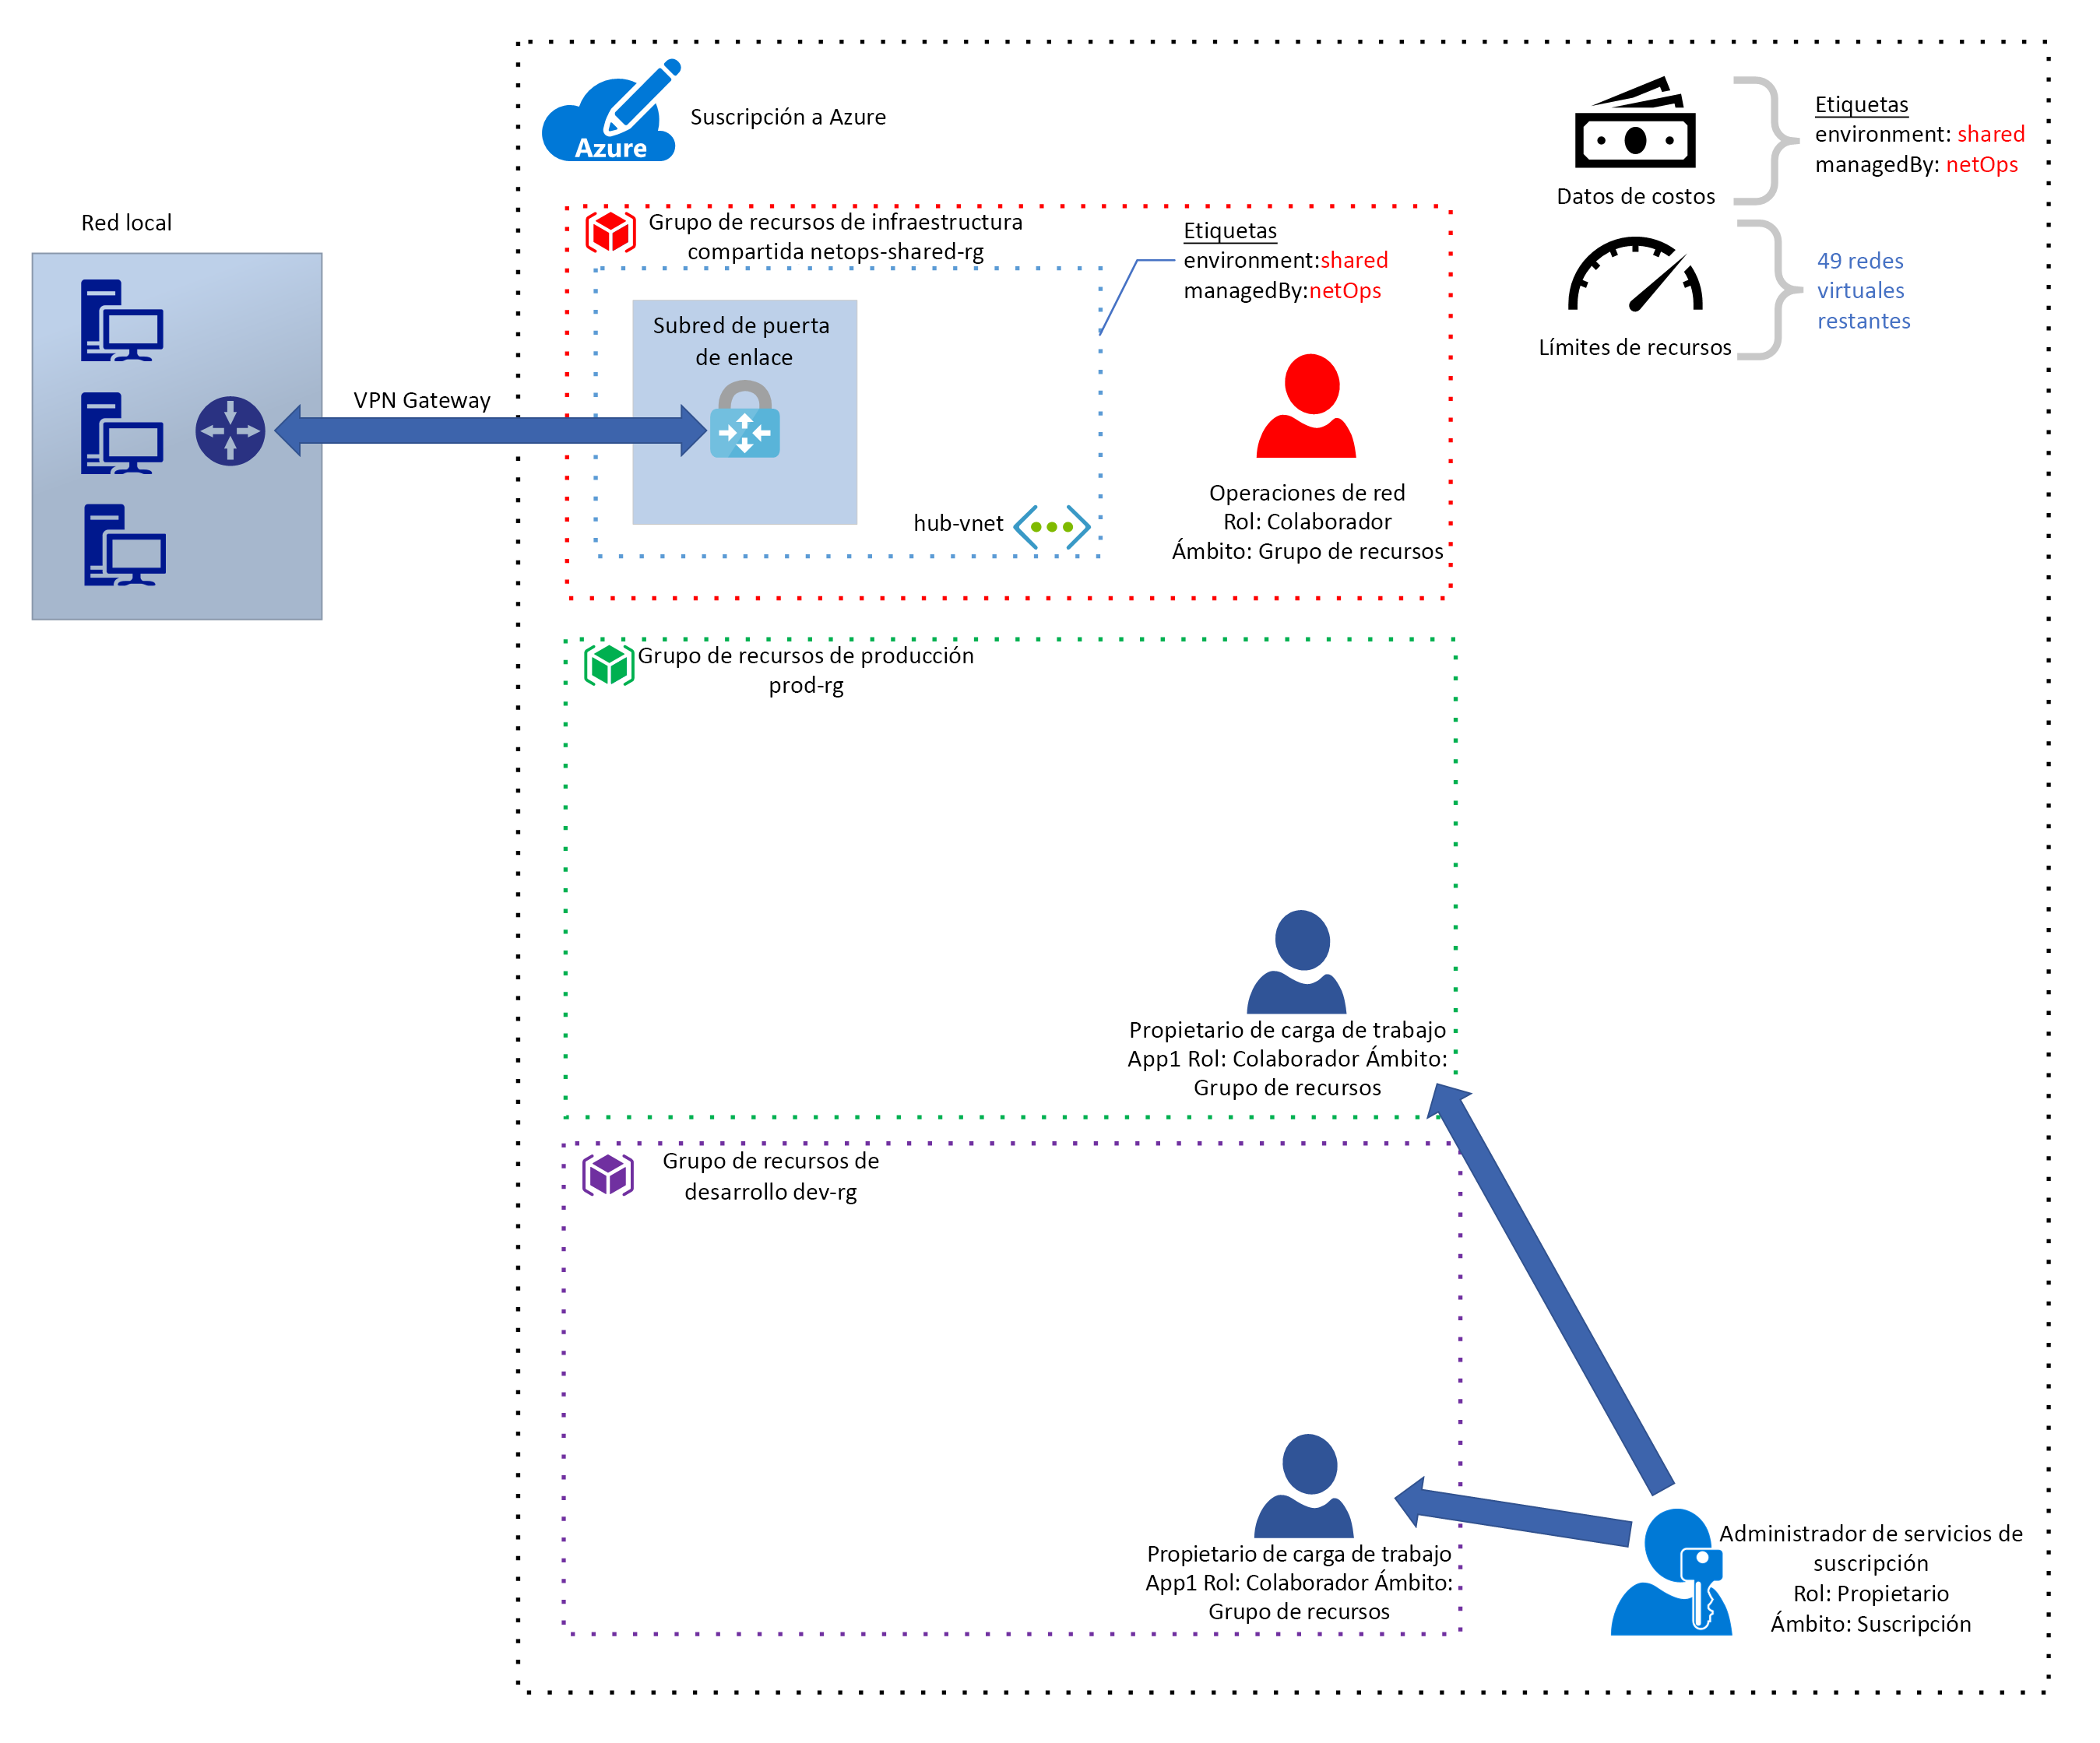 Azure
Suscripción a Azure
Datos de costos
Etiquetas
environment: shared
managedBy: netOps
Límites de recursos
49 redes
virtuales
restantes
Red local
VPN Gateway
Grupo de recursos de infraestructura
compartida netops-shared-rg
Etiquetas
environment:shared
managedBy:netOps
Subred de puerta
de enlace
hub-vnet
Operaciones de red
Rol: Colaborador
Ámbito: Grupo de recursos
Grupo de recursos de producción
prod-rg
Propietario de carga de trabajo
App1 Rol: Colaborador Ámbito:
Grupo de recursos
Grupo de recursos de
desarrollo dev-rg
Propietario de carga de trabajo
App1 Rol: Colaborador Ámbito:
Grupo de recursos
Administrador de servicios de
suscripción
Rol: Propietario
Ámbito: Suscripción